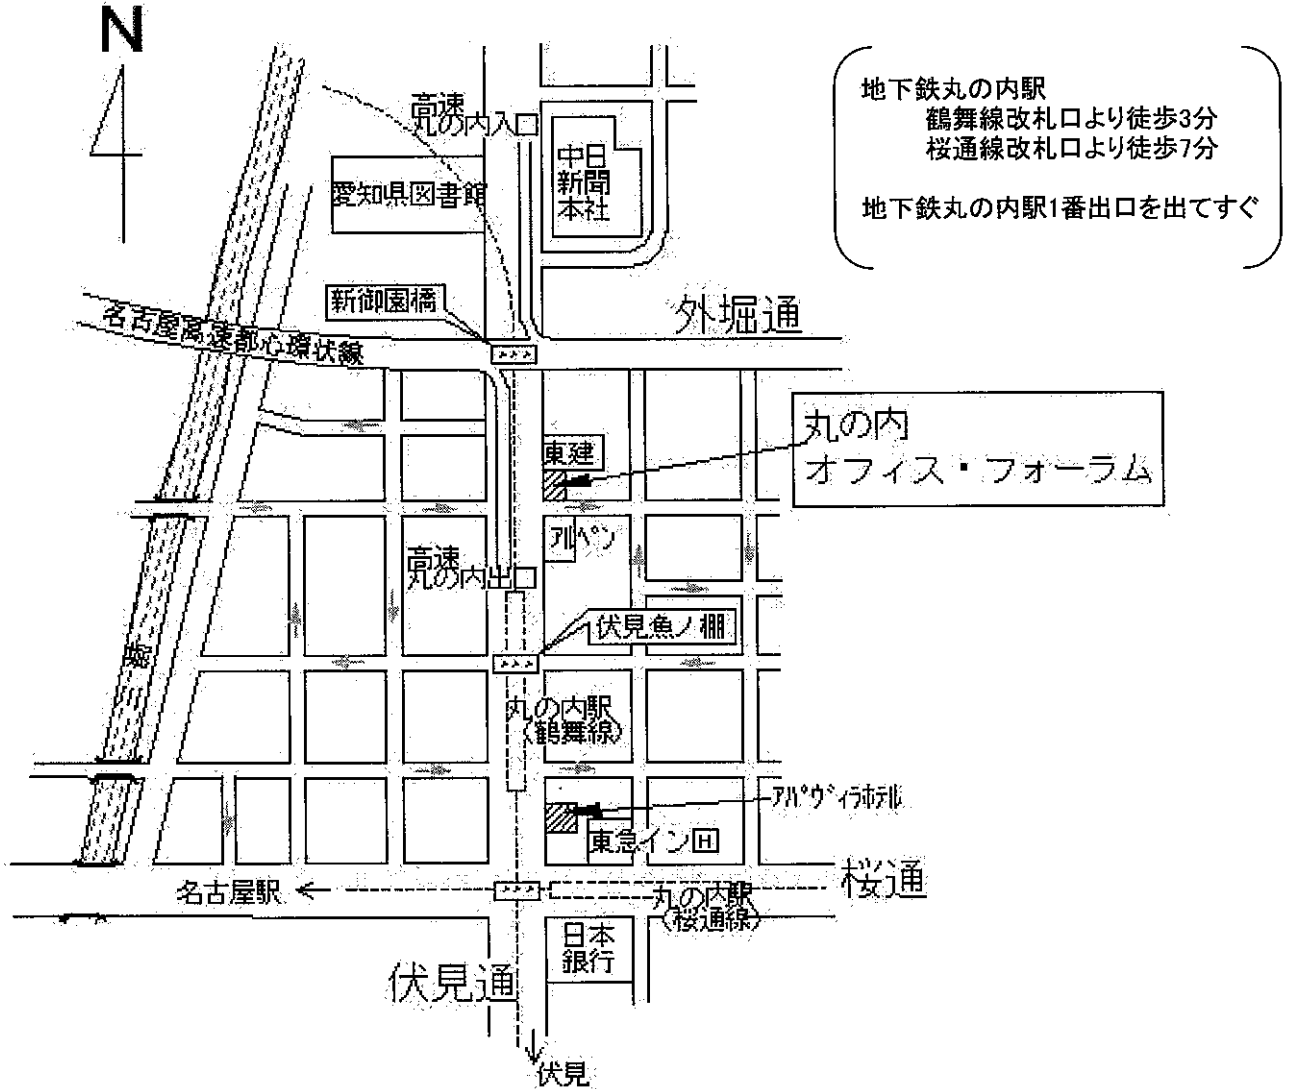 N
地下鉄丸の内駅
鶴舞線改札口より徒歩3分
桜通線改札口より徒歩7分
地下鉄丸の内駅1番出口を出てすぐ
高速
丸の内入口
中日
新聞
本社
愛知県図書館
新御園橋
外堀通
名古屋高速都心環状線
丸の内
オフィス・フォーラム
東建
アルペン
高速
丸の内出口
伏見魚ノ棚
丸の内駅
(鶴舞線)
アパヴィラホテル
東急インH
名古屋駅
桜通
丸の内駅
(桜通線)
日本
銀行
伏見通
伏見